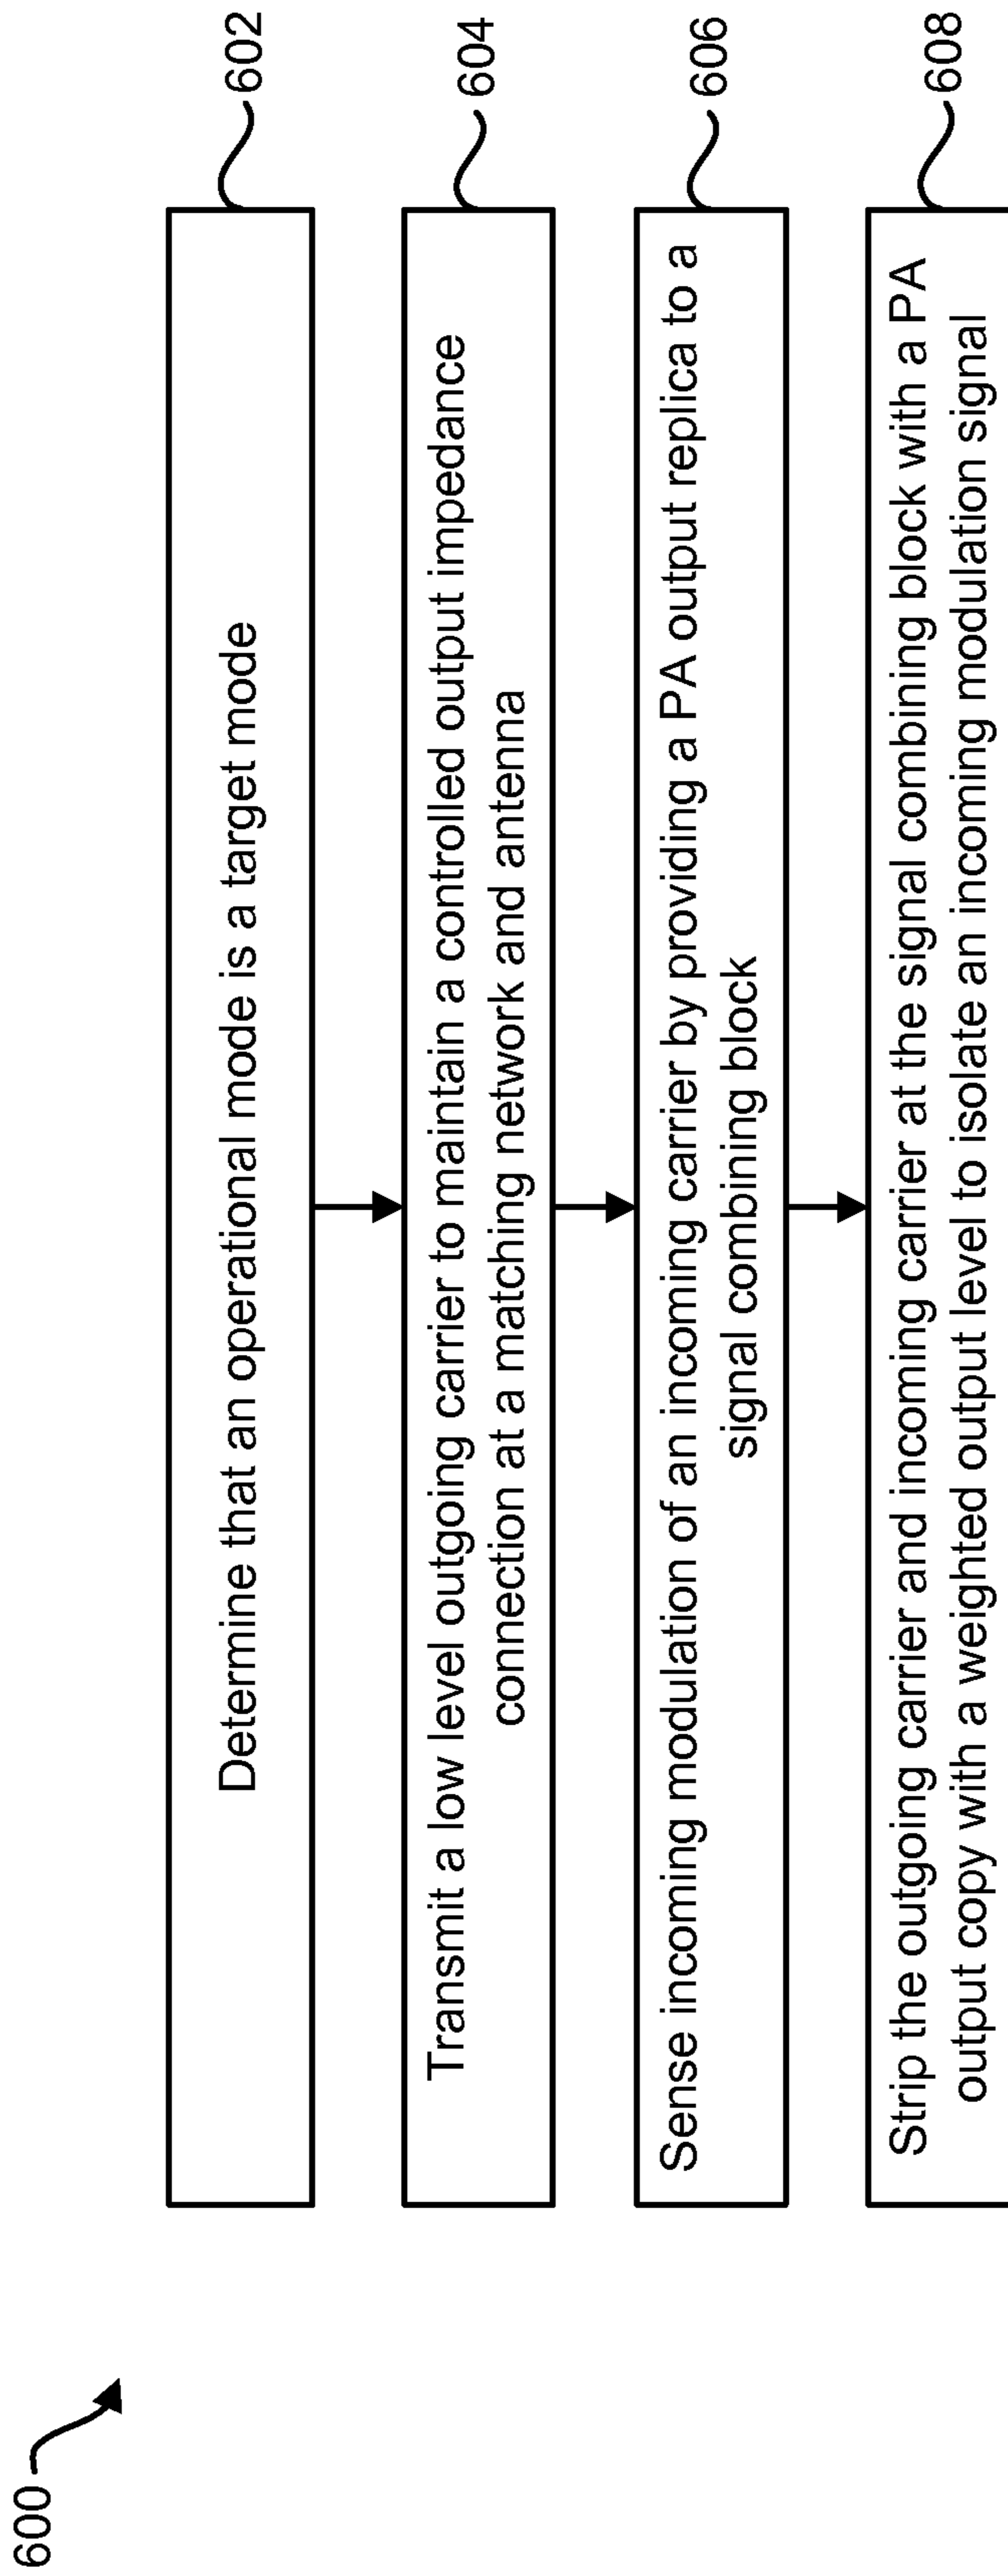 600
Determine that an operational mode is a target mode
602
Transmit a low level outgoing carrier to maintain a controlled output impedance
connection at a matching network and antenna
604
Sense incoming modulation of an incoming carrier by providing a PA output replica to a
signal combining block
606
Strip the outgoing carrier and incoming carrier at the signal combining block with a PA
output copy with a weighted output level to isolate an incoming modulation signal
608